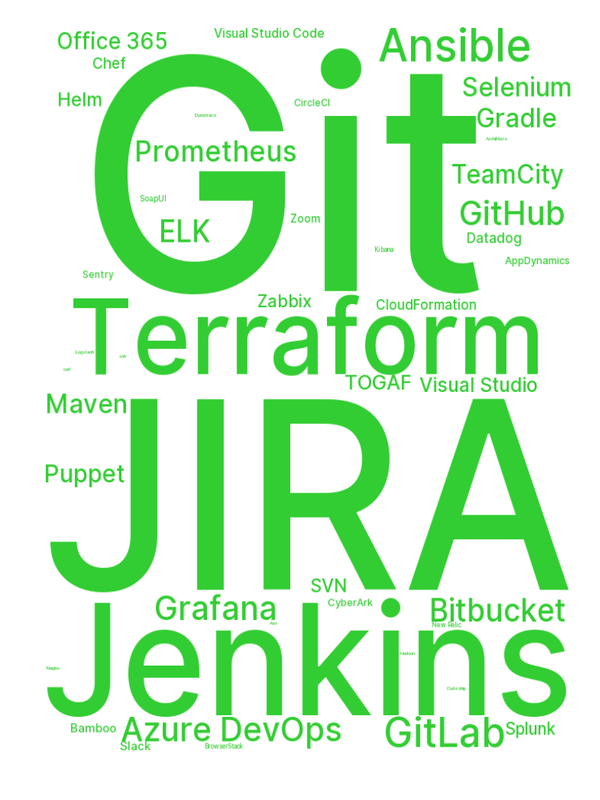 Office 365
Visual Studio Code
Ansible
Chef
Git
Selenium
Helm
CircleCI
Gradle
Dynamics
Prometheus
TeamCity
SoapUI
GitHub
ELK
Zoom
Datadog
Kibana
AppDynamics
Sentry
Zabbix
CloudFormation
Terraform
Logstash
TOGAF
Visual Studio
Maven
JIRA
Puppet
SVN
Grafana
CyberArk
Bitbucket
New Relic
Jenkins
Nagios
Bamboo
Azure DevOps
GitLab
Splunk
Slack
BrowserStack